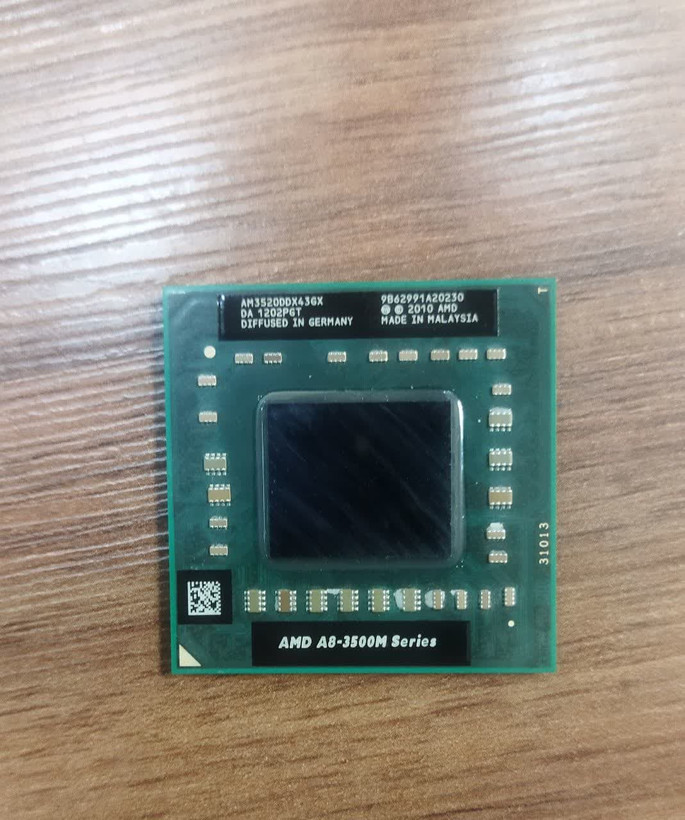 AM3520DDX43GX
DA 1202PGT
DIFFUSED IN GERMANY
9B62991A20230
© 2010 AMD
MADE IN MALAYSIA
T
31013
AMD A8-3500M Series